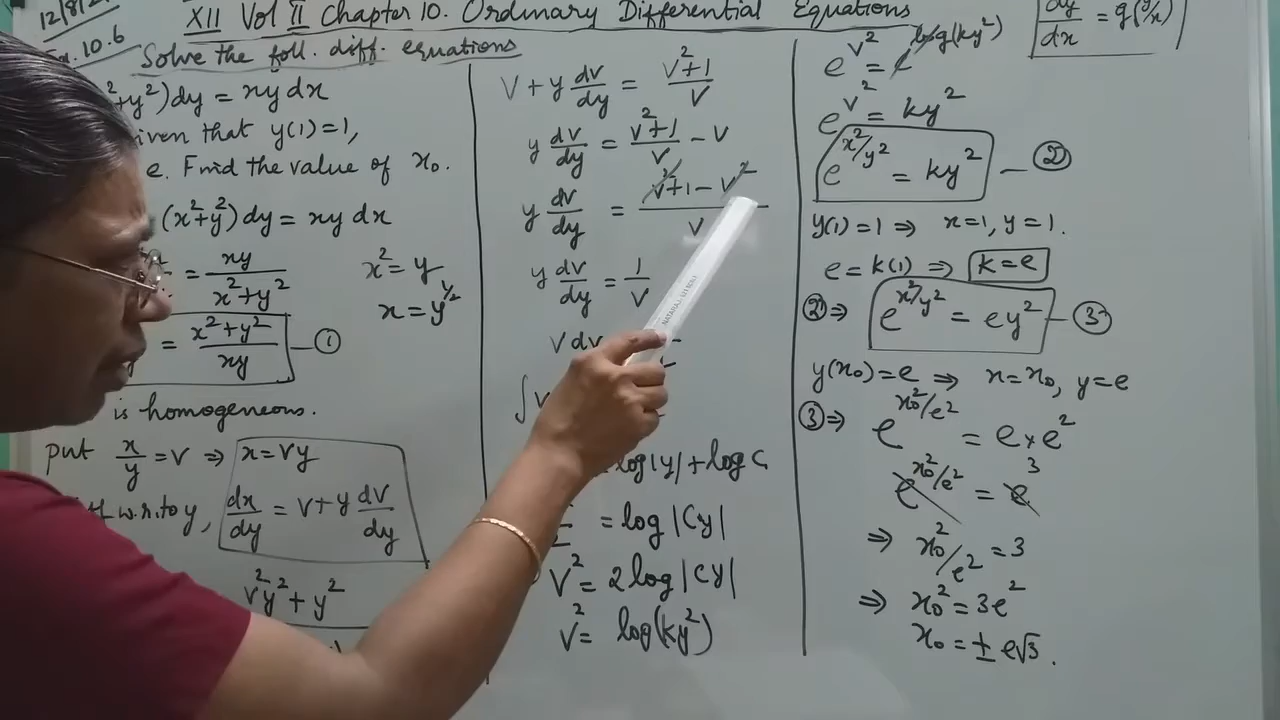 12/8/2
XII Vol II Chapter 10. Ordinary Differential Equations
Ex. 10.6
Solve the foll. diff. equations
dy/dx = g(y/x)
²+y²)dy = xy dx
given that y(1)=1,
e. Find the value of x₀.
(x²+y²)dy = xy dx
= xy/(x²+y²)
x² = y
x = y^(1/2)
= (x²+y²)/xy — ①
is homogeneous.
put x/y = v ⇒ x = vy
w.r.to y, dx/dy = v + y dv/dy
v²y² + y²
v + y dv/dy = (v²+1)/v
y dv/dy = (v²+1)/v - v
y dv/dy = (v²+1-v²)/v
y dv/dy = 1/v
v dv
∫v
= log|y| + log C
= log|Cy|
v² = 2 log|Cy|
v² = log(ky²)
e^(v²) = e^log(ky²)
e^(v²) = ky²
e^(x²/y²) = ky² — ②
y(1)=1 ⇒ x=1, y=1.
e = k(1) ⇒ k=e
② ⇒ e^(x²/y²) = ey² — ③
y(x₀)=e ⇒ x=x₀, y=e
③ ⇒ e^(x₀²/e²) = e×e²
e^(x₀²/e²) = e³
⇒ x₀²/e² = 3
⇒ x₀² = 3e²
x₀ = ± e√3.
NATARAJ-621